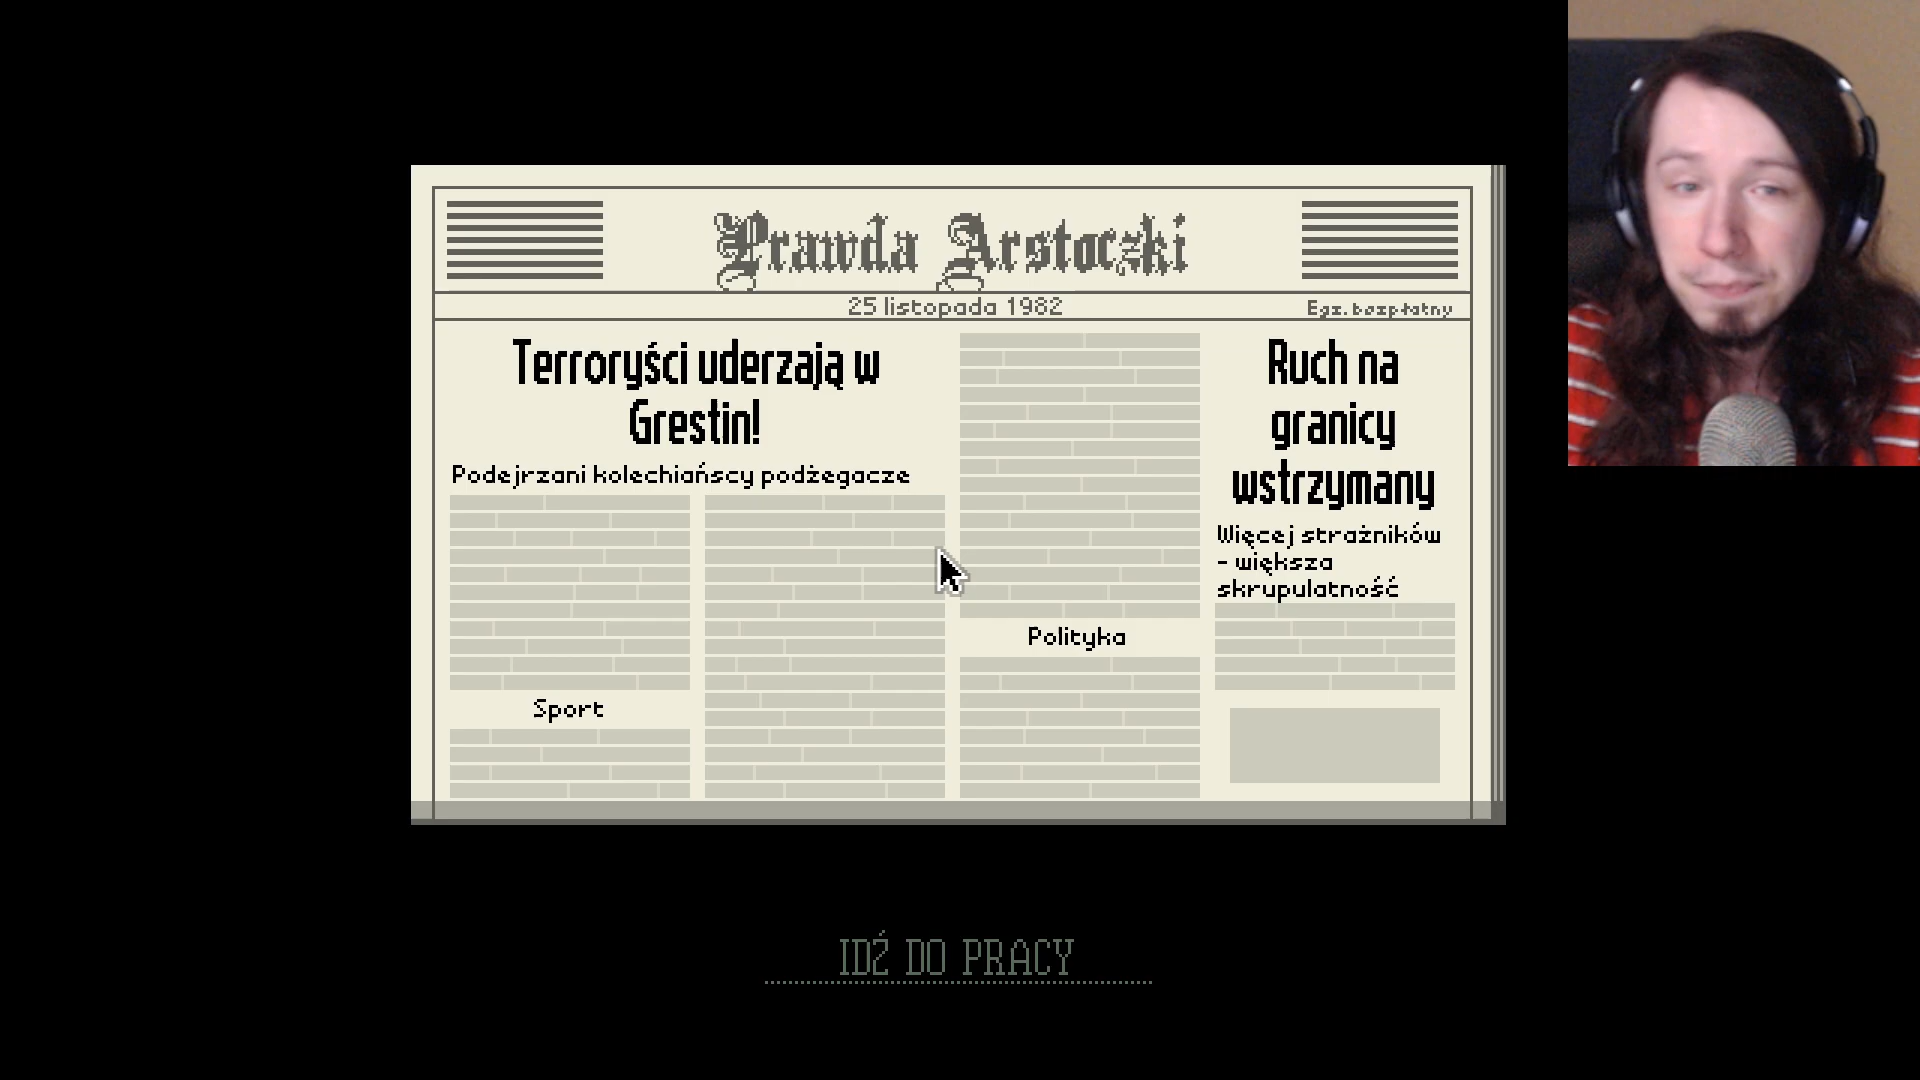 Prawda Arstoczki
25 listopada 1982
Egz. bezpłatny
Terroryści uderzają w
Grestin!
Podejrzani kolechiańscy podżegacze
Sport
Polityka
Ruch na
granicy
wstrzymany
Więcej strażników
- większa
skrupulatność
IDŹ DO PRACY